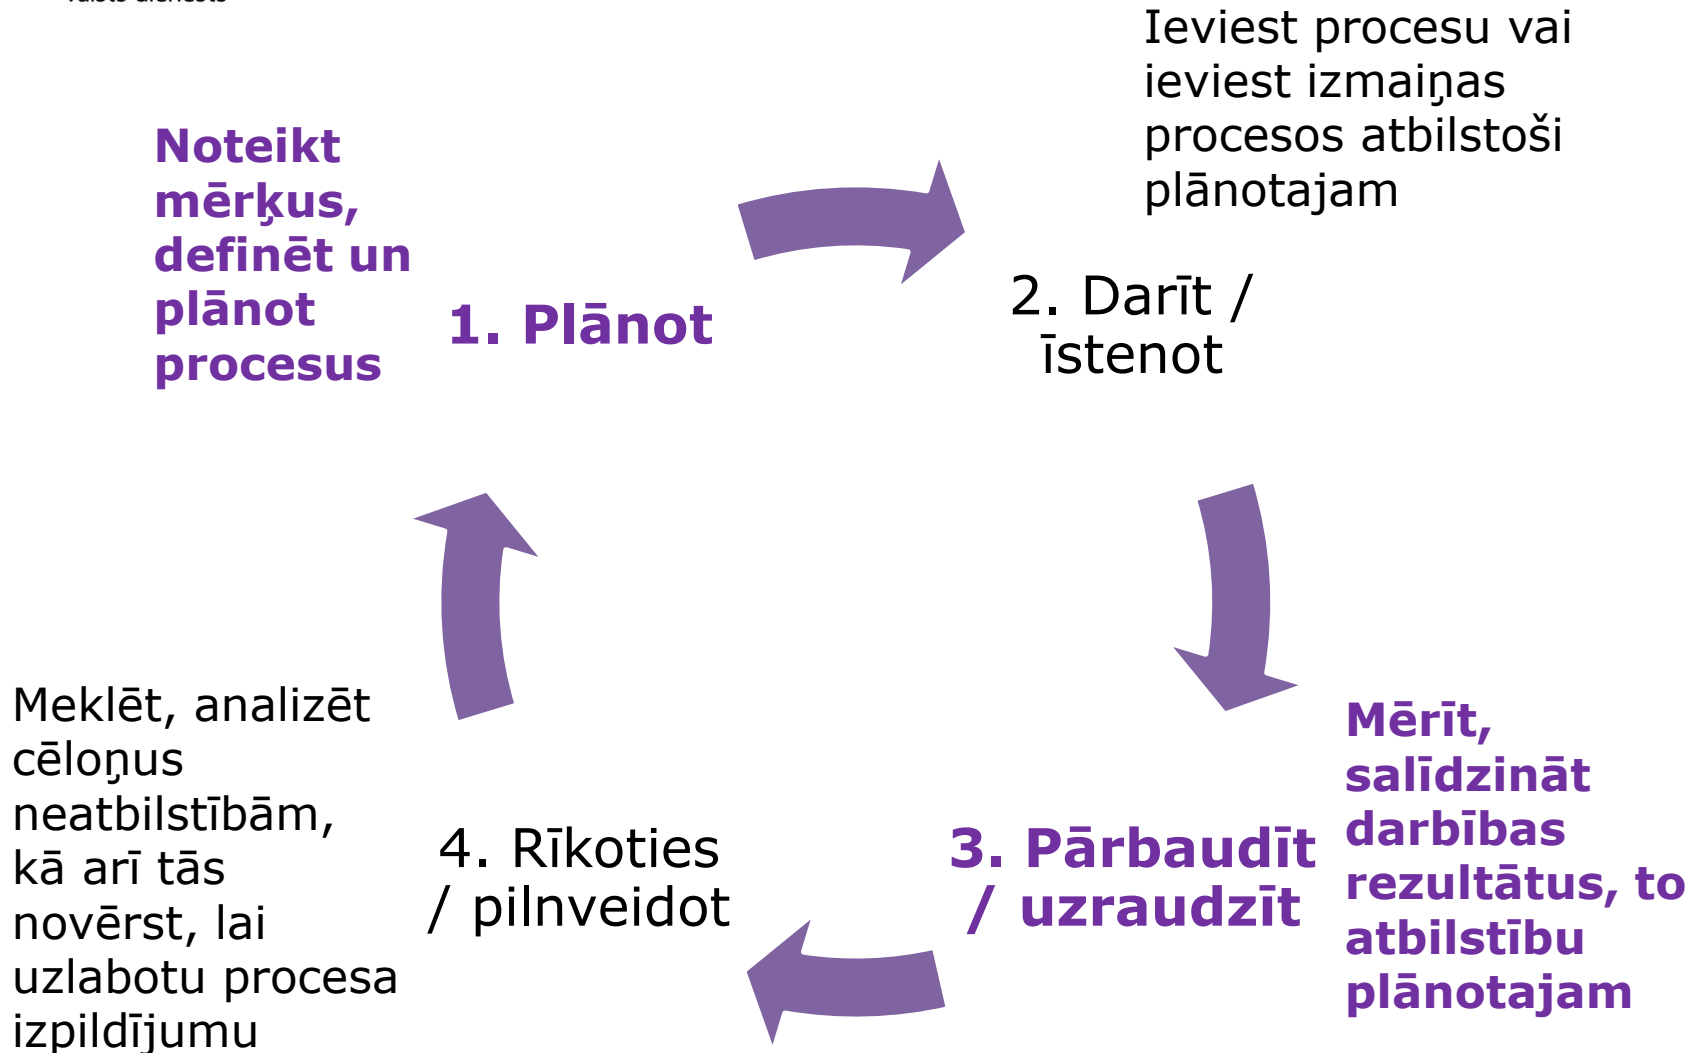 Ieviest procesu vai
ieviest izmaiņas
procesos atbilstoši
plānotajam
Noteikt
mērķus,
definēt un
plānot
procesus
1. Plānot
2. Darīt /
īstenot
Mērīt,
salīdzināt
darbības
rezultātus, to
atbilstību
plānotajam
3. Pārbaudīt
/ uzraudzīt
4. Rīkoties
/ pilnveidot
Meklēt, analizēt
cēloņus
neatbilstībām,
kā arī tās
novērst, lai
uzlabotu procesa
izpildījumu